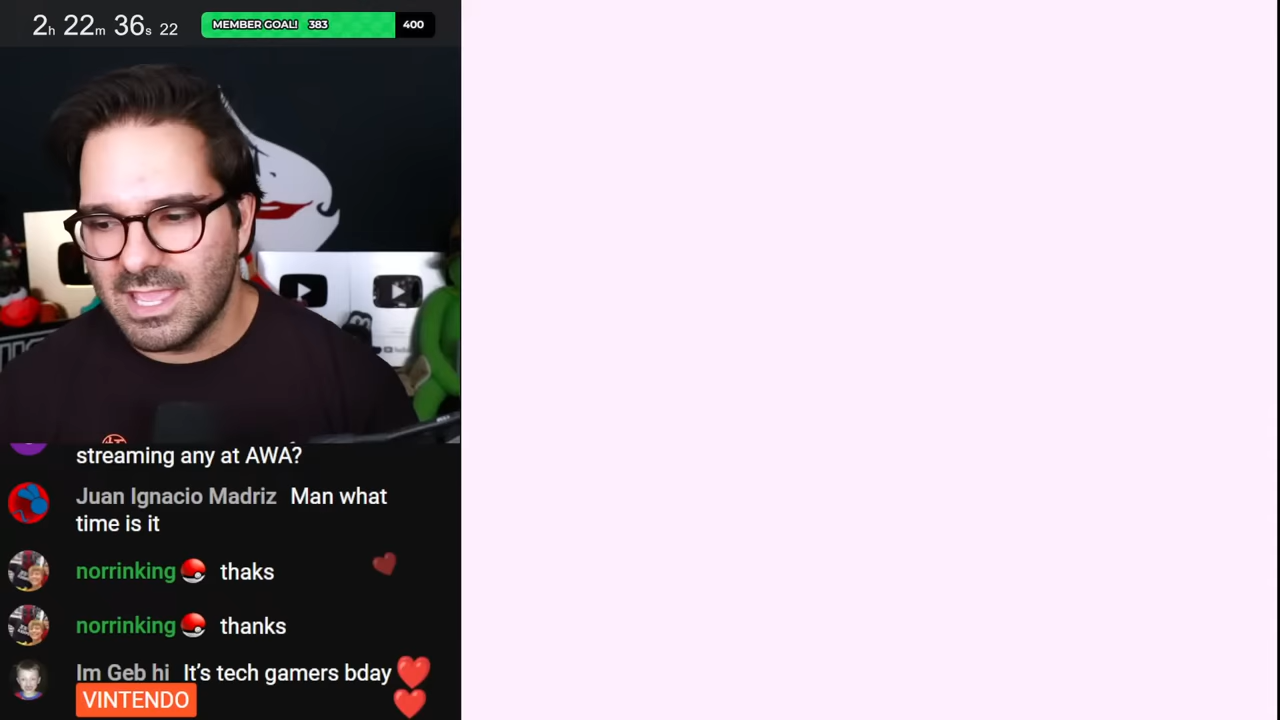 2h 22m 36s 22
MEMBER GOAL! 383
400
streaming any at AWA?
Juan Ignacio Madriz Man what
time is it
norrinking thaks
norrinking thanks
Im Geb hi It’s tech gamers bday
VINTENDO